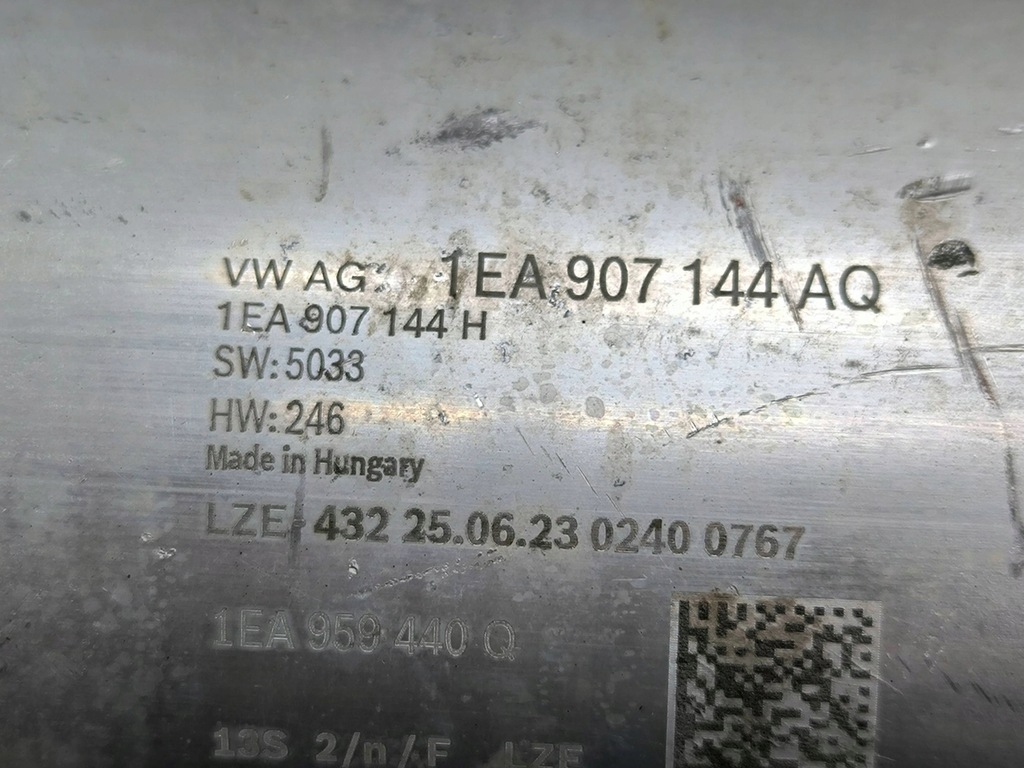 VW AG 1EA 907 144 AQ
1EA 907 144 H
SW: 5033
HW: 246
Made in Hungary
LZE 432 25.06.23 0240 0767
1EA 959 440 Q
13S 2/n/F LZE